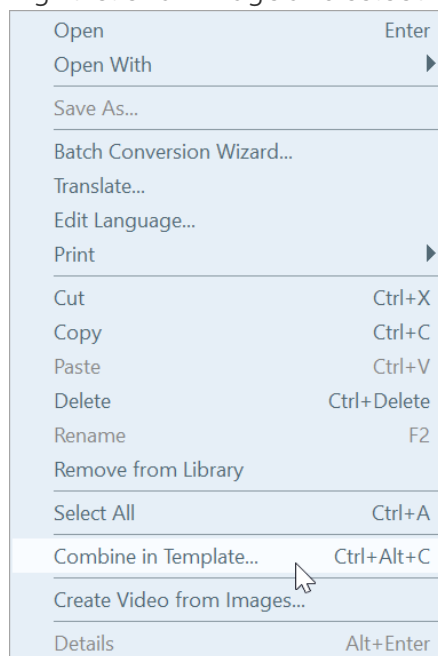 Open Enter
Open With
Save As...
Batch Conversion Wizard...
Translate...
Edit Language...
Print
Cut Ctrl+X
Copy Ctrl+C
Paste Ctrl+V
Delete Ctrl+Delete
Rename F2
Remove from Library
Select All Ctrl+A
Combine in Template... Ctrl+Alt+C
Create Video from Images...
Details Alt+Enter